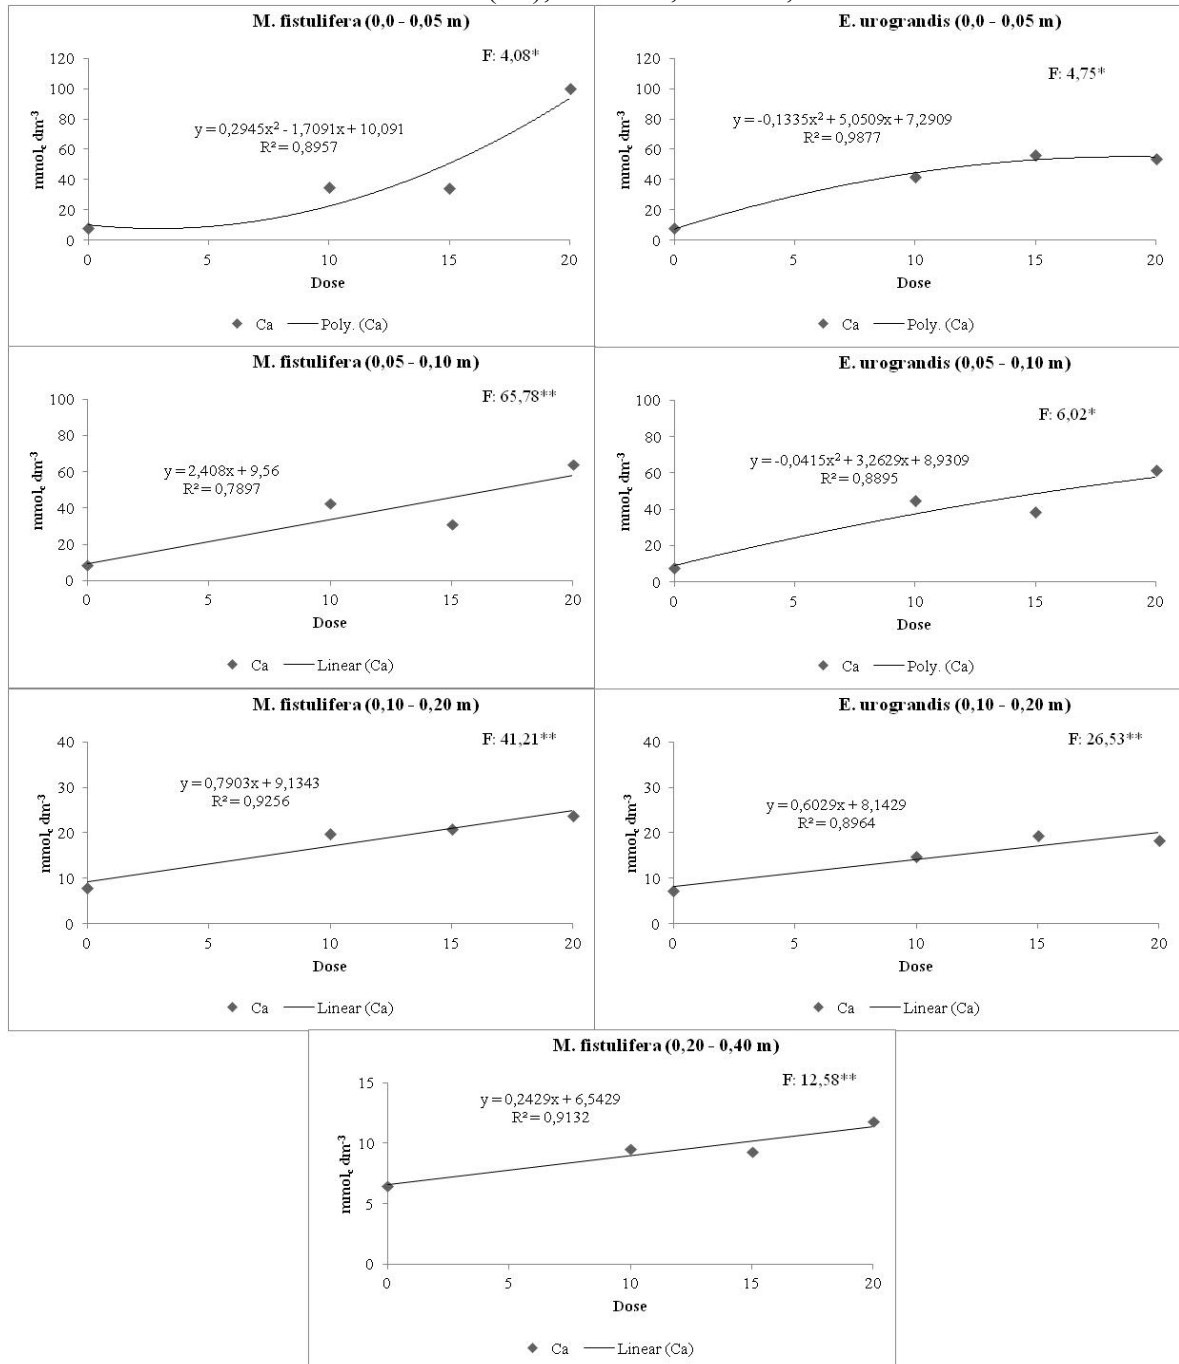 M. fistulifera (0,0 - 0,05 m)
F: 4,08*
y = 0,2945x² - 1,7091x + 10,091
R² = 0,8957
mmolc dm-3
120
100
80
60
40
20
0
0 5 10 15 20
Dose
Ca Poly. (Ca)
E. urograndis (0,0 - 0,05 m)
F: 4,75*
y = -0,1335x² + 5,0509x + 7,2909
R² = 0,9877
mmolc dm-3
120
100
80
60
40
20
0
0 5 10 15 20
Dose
Ca Poly. (Ca)
M. fistulifera (0,05 - 0,10 m)
F: 65,78**
y = 2,408x + 9,56
R² = 0,7897
mmolc dm-3
100
80
60
40
20
0
0 5 10 15 20
Dose
Ca Linear (Ca)
E. urograndis (0,05 - 0,10 m)
F: 6,02*
y = -0,0415x² + 3,2629x + 8,9309
R² = 0,8895
mmolc dm-3
100
80
60
40
20
0
0 5 10 15 20
Dose
Ca Poly. (Ca)
M. fistulifera (0,10 - 0,20 m)
F: 41,21**
y = 0,7903x + 9,1343
R² = 0,9256
mmolc dm-3
40
30
20
10
0
0 5 10 15 20
Dose
Ca Linear (Ca)
E. urograndis (0,10 - 0,20 m)
F: 26,53**
y = 0,6029x + 8,1429
R² = 0,8964
mmolc dm-3
40
30
20
10
0
0 5 10 15 20
Dose
Ca Linear (Ca)
M. fistulifera (0,20 - 0,40 m)
F: 12,58**
y = 0,2429x + 6,5429
R² = 0,9132
mmolc dm-3
15
10
5
0
0 5 10 15 20
Dose
Ca Linear (Ca)